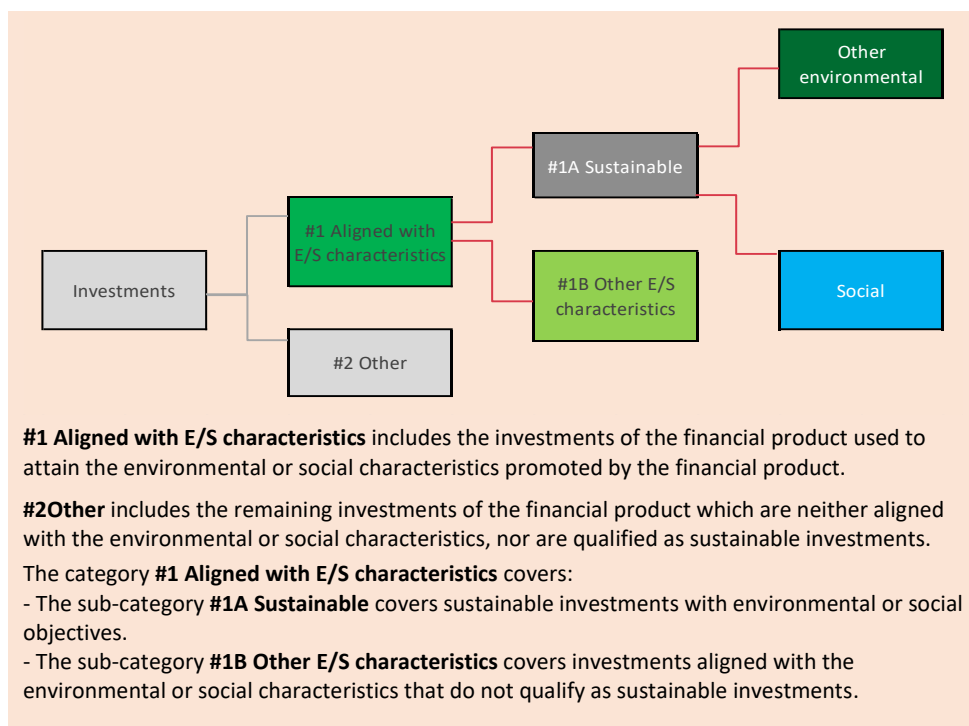 Other
environmental
#1A Sustainable
#1 Aligned with
E/S characteristics
Investments
#1B Other E/S
characteristics
Social
#2 Other
#1 Aligned with E/S characteristics includes the investments of the financial product used to
attain the environmental or social characteristics promoted by the financial product.
#2Other includes the remaining investments of the financial product which are neither aligned
with the environmental or social characteristics, nor are qualified as sustainable investments.
The category #1 Aligned with E/S characteristics covers:
- The sub-category #1A Sustainable covers sustainable investments with environmental or social
objectives.
- The sub-category #1B Other E/S characteristics covers investments aligned with the
environmental or social characteristics that do not qualify as sustainable investments.